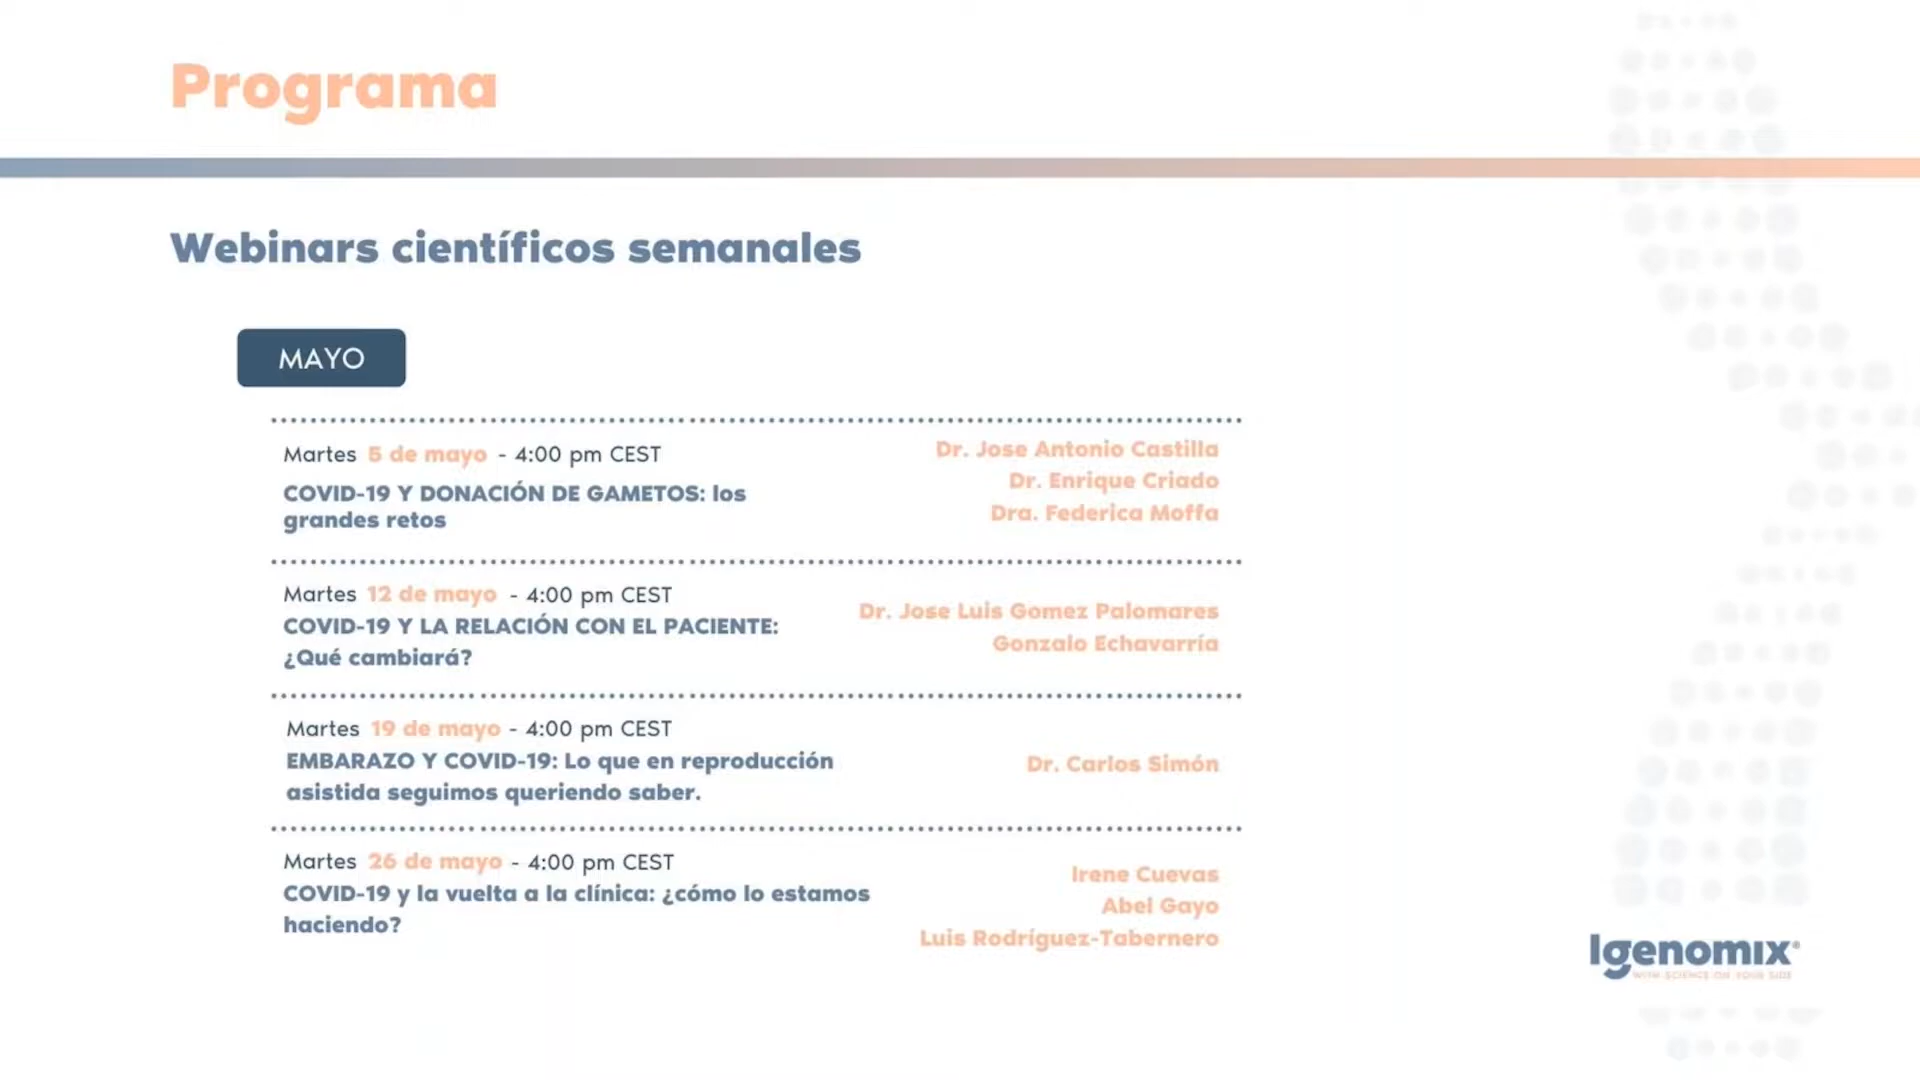 Programa
Webinars científicos semanales
MAYO
Martes 5 de mayo - 4:00 pm CEST
COVID-19 Y DONACIÓN DE GAMETOS: los
grandes retos
Dr. Jose Antonio Castilla
Dr. Enrique Criado
Dra. Federica Moffa
Martes 12 de mayo - 4:00 pm CEST
COVID-19 Y LA RELACIÓN CON EL PACIENTE:
¿Qué cambiará?
Dr. Jose Luis Gomez Palomares
Gonzalo Echavarría
Martes 19 de mayo - 4:00 pm CEST
EMBARAZO Y COVID-19: Lo que en reproducción
asistida seguimos queriendo saber.
Dr. Carlos Simón
Martes 26 de mayo - 4:00 pm CEST
COVID-19 y la vuelta a la clínica: ¿cómo lo estamos
haciendo?
Irene Cuevas
Abel Gayo
Luis Rodríguez-Tabernero
Igenomix®
WITH SCIENCE ON YOUR SIDE